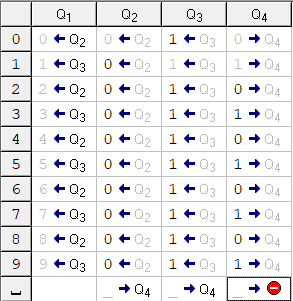 Q1 Q2 Q3 Q4
0 0 ← Q2 0 ← Q2 1 ← Q3 0 → Q4
1 1 ← Q3 0 ← Q2 1 ← Q3 1 → Q4
2 2 ← Q2 0 ← Q2 1 ← Q3 0 → Q4
3 3 ← Q3 0 ← Q2 1 ← Q3 1 → Q4
4 4 ← Q2 0 ← Q2 1 ← Q3 0 → Q4
5 5 ← Q3 0 ← Q2 1 ← Q3 1 → Q4
6 6 ← Q2 0 ← Q2 1 ← Q3 0 → Q4
7 7 ← Q3 0 ← Q2 1 ← Q3 1 → Q4
8 8 ← Q2 0 ← Q2 1 ← Q3 0 → Q4
9 9 ← Q3 0 ← Q2 1 ← Q3 1 → Q4
⎵ _ → Q4 _ → Q4 _ →